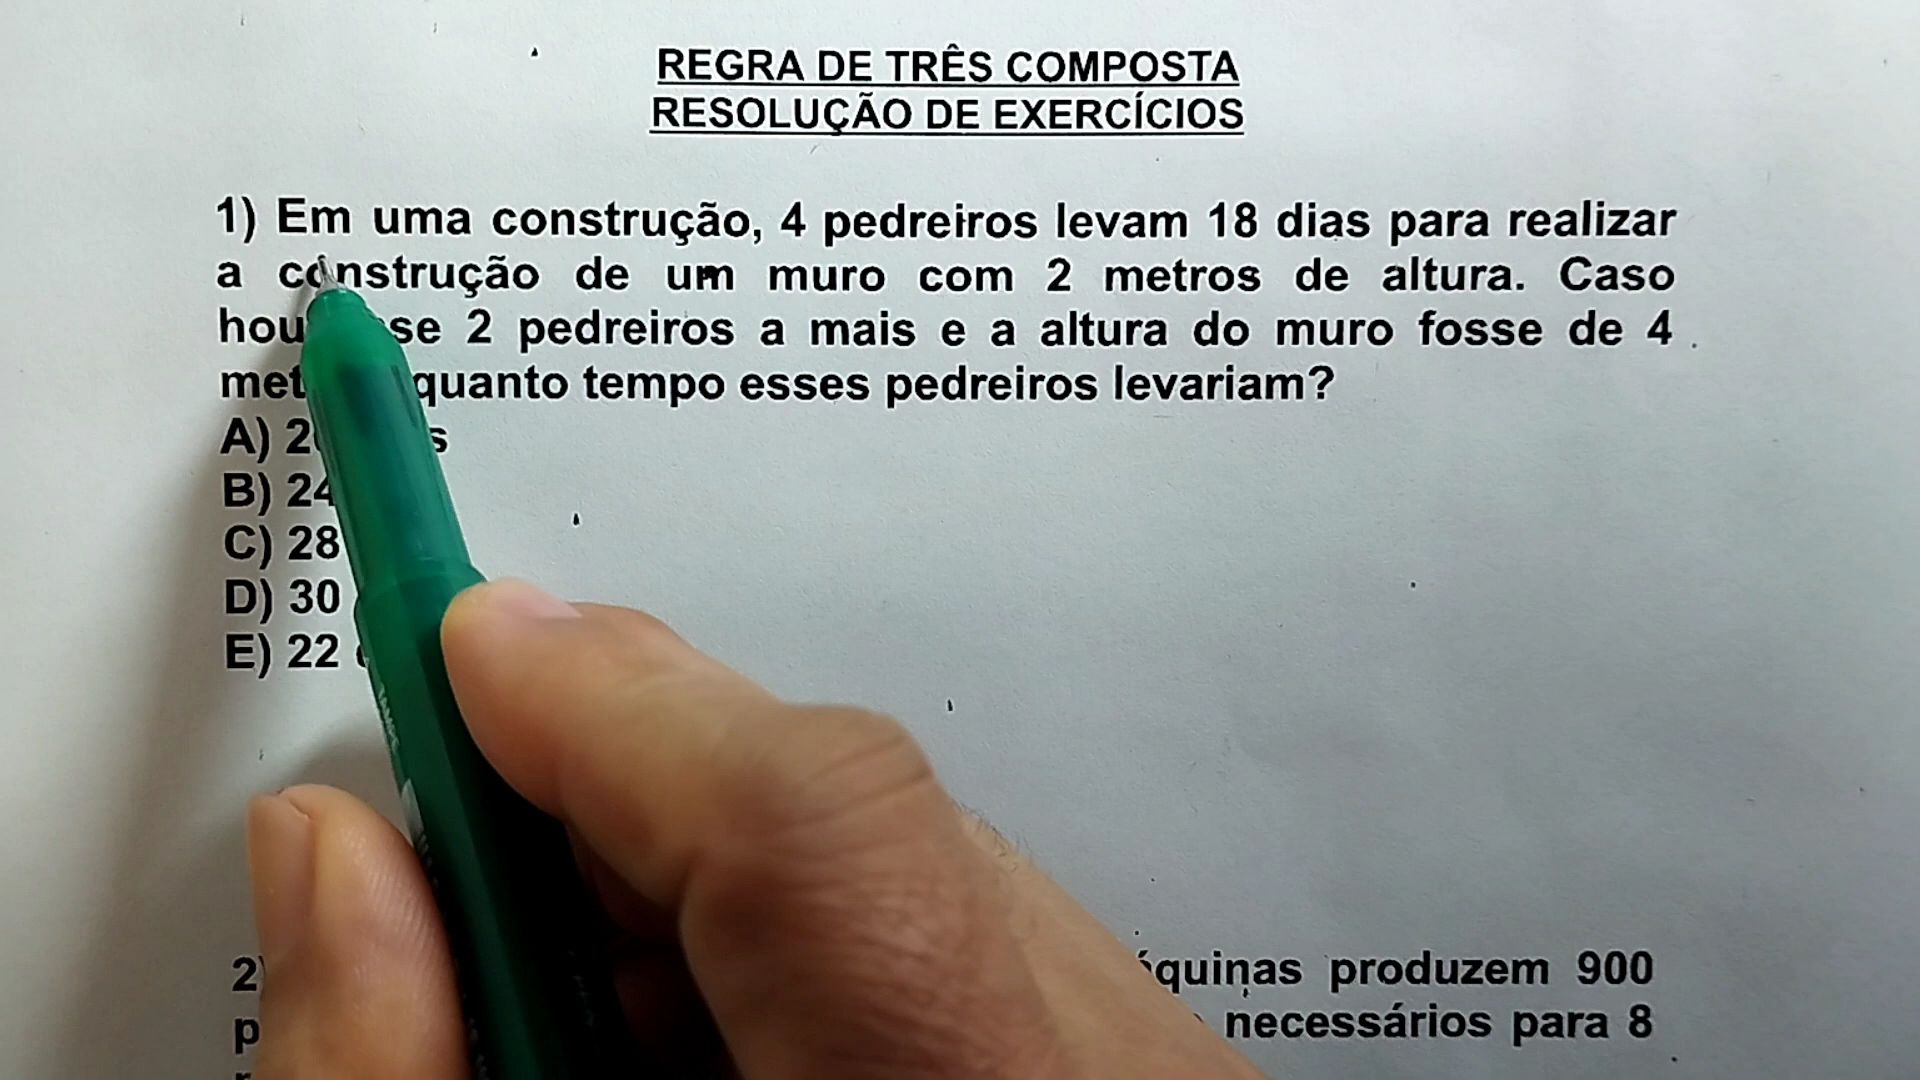 REGRA DE TRÊS COMPOSTA
RESOLUÇÃO DE EXERCÍCIOS
1) Em uma construção, 4 pedreiros levam 18 dias para realizar
a construção de um muro com 2 metros de altura. Caso
2 pedreiros a mais e a altura do muro fosse de 4
quanto tempo esses pedreiros levariam?
A)
B) 24
C) 28
D) 30
E) 22
2) produzem 900
necessários para 8